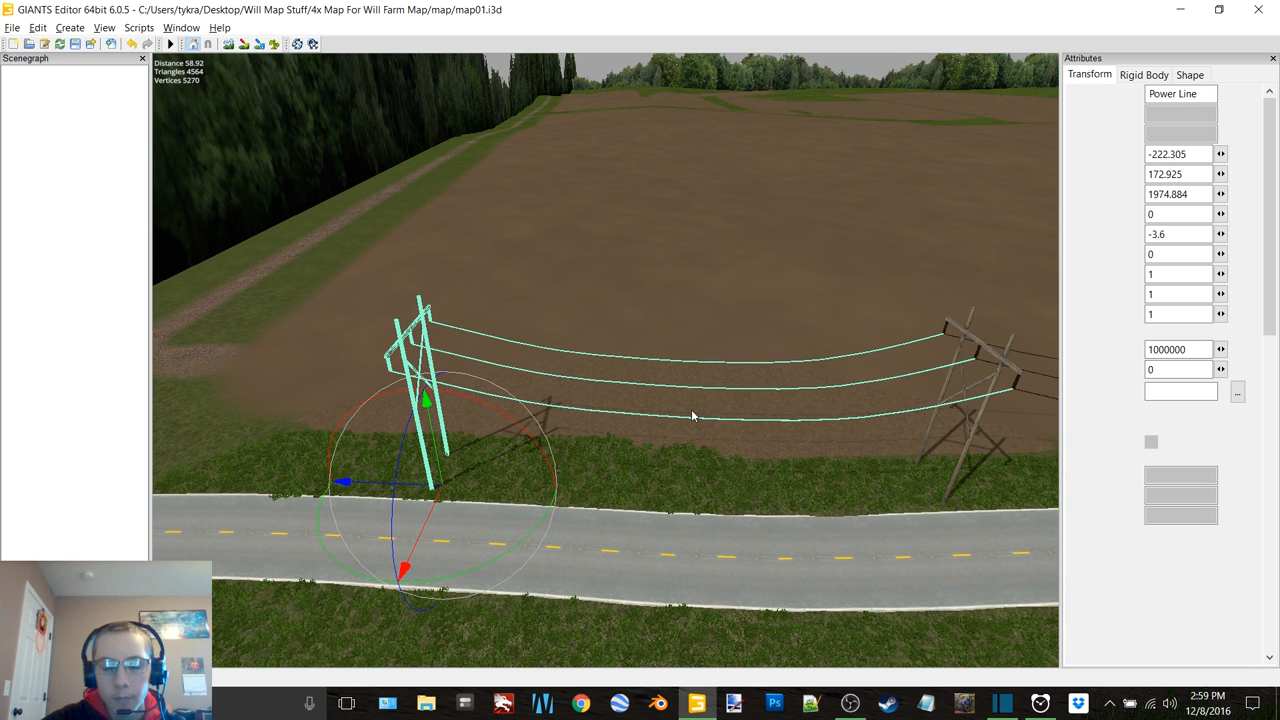 GIANTS Editor 64bit 6.0.5 - C:/Users/tykra/Desktop/Will Map Stuff/4x Map For Will Farm Map/map/map01.i3d
File Edit Create View Scripts Window Help
Scenegraph
Attributes
Distance 58.92
Triangles 4564
Vertices 5270
Transform Rigid Body Shape
Power Line
-222.305
172.925
1974.884
0
-3.6
0
1
1
1
1000000
0
...
2:59 PM
12/8/2016